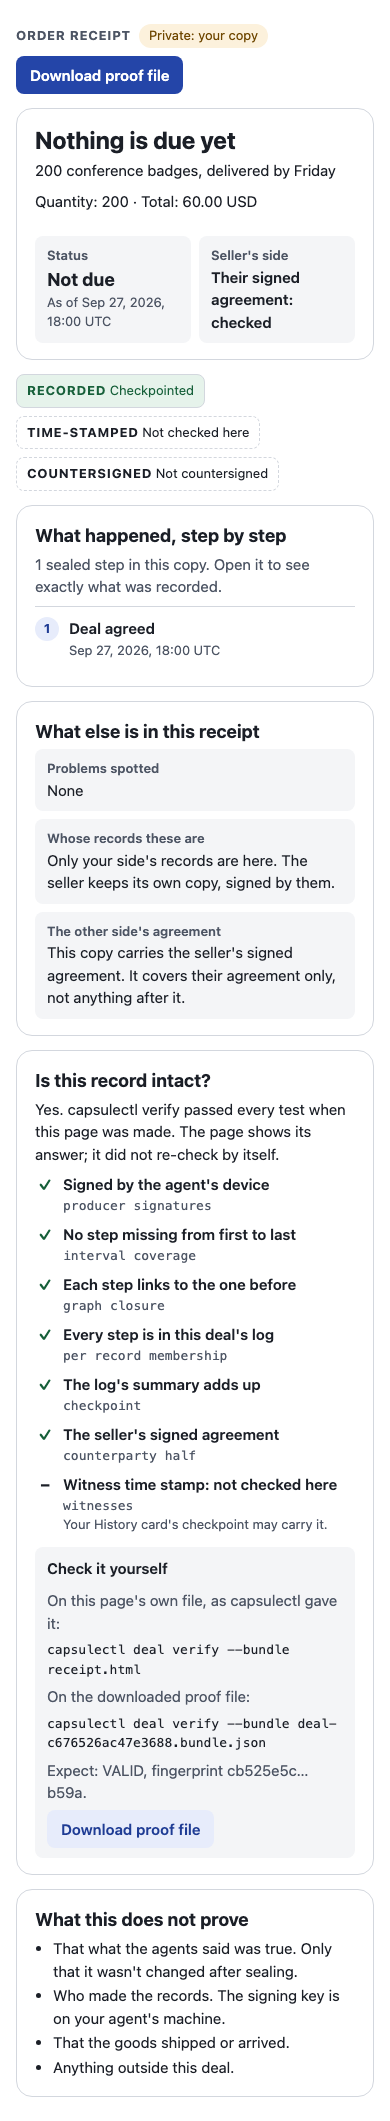 ORDER RECEIPT Private: your copy
Download proof file
Nothing is due yet
200 conference badges, delivered by Friday
Quantity: 200 · Total: 60.00 USD
Status
Not due
As of Sep 27, 2026,
18:00 UTC
Seller's side
Their signed
agreement:
checked
RECORDED Checkpointed
TIME-STAMPED Not checked here
COUNTERSIGNED Not countersigned
What happened, step by step
1 sealed step in this copy. Open it to see
exactly what was recorded.
1 Deal agreed
Sep 27, 2026, 18:00 UTC
What else is in this receipt
Problems spotted
None
Whose records these are
Only your side's records are here. The
seller keeps its own copy, signed by them.
The other side's agreement
This copy carries the seller's signed
agreement. It covers their agreement only,
not anything after it.
Is this record intact?
Yes. capsulectl verify passed every test when
this page was made. The page shows its
answer; it did not re-check by itself.
✓ Signed by the agent's device
producer signatures
✓ No step missing from first to last
interval coverage
✓ Each step links to the one before
graph closure
✓ Every step is in this deal's log
per record membership
✓ The log's summary adds up
checkpoint
✓ The seller's signed agreement
counterparty half
– Witness time stamp: not checked here
witnesses
Your History card's checkpoint may carry it.
Check it yourself
On this page's own file, as capsulectl gave
it:
capsulectl deal verify --bundle
receipt.html
On the downloaded proof file:
capsulectl deal verify --bundle deal-
c676526ac47e3688.bundle.json
Expect: VALID, fingerprint cb525e5c…
b59a.
Download proof file
What this does not prove
• That what the agents said was true. Only
that it wasn't changed after sealing.
• Who made the records. The signing key is
on your agent's machine.
• That the goods shipped or arrived.
• Anything outside this deal.